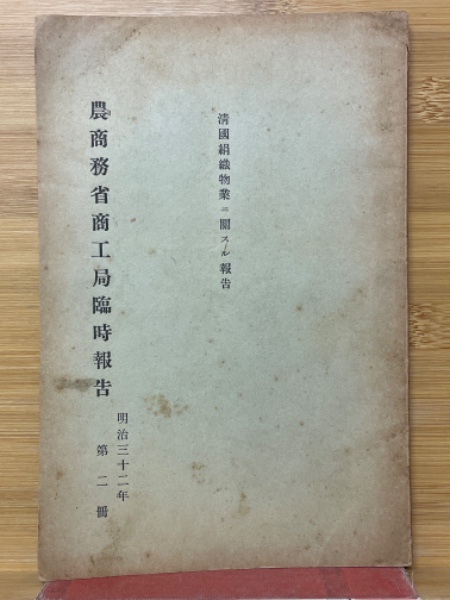 清國絹織物業ニ關スル報告
明治三十二年
農商務省商工局臨時報告
第二冊